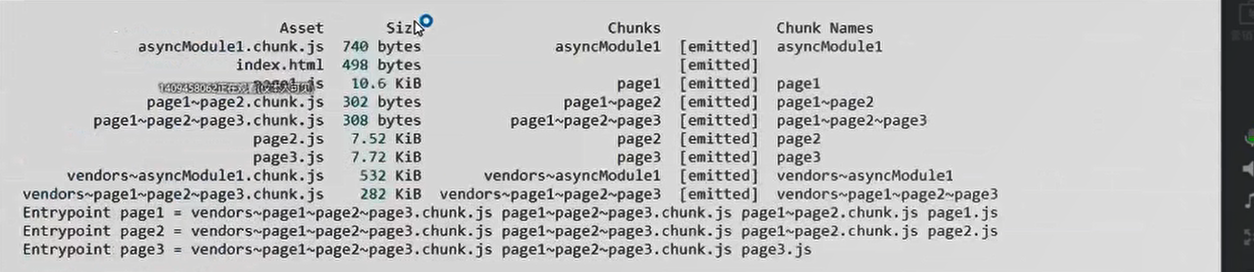 Asset Size Chunks Chunk Names
asyncModule1.chunk.js 740 bytes asyncModule1 [emitted] asyncModule1
index.html 498 bytes [emitted]
page1.js 10.6 KiB page1 [emitted] page1
page1~page2.chunk.js 302 bytes page1~page2 [emitted] page1~page2
page1~page2~page3.chunk.js 308 bytes page1~page2~page3 [emitted] page1~page2~page3
page2.js 7.52 KiB page2 [emitted] page2
page3.js 7.72 KiB page3 [emitted] page3
vendors~asyncModule1.chunk.js 532 KiB vendors~asyncModule1 [emitted] vendors~asyncModule1
vendors~page1~page2~page3.chunk.js 282 KiB vendors~page1~page2~page3 [emitted] vendors~page1~page2~page3
Entrypoint page1 = vendors~page1~page2~page3.chunk.js page1~page2~page3.chunk.js page1~page2.chunk.js page1.js
Entrypoint page2 = vendors~page1~page2~page3.chunk.js page1~page2~page3.chunk.js page1~page2.chunk.js page2.js
Entrypoint page3 = vendors~page1~page2~page3.chunk.js page1~page2~page3.chunk.js page3.js